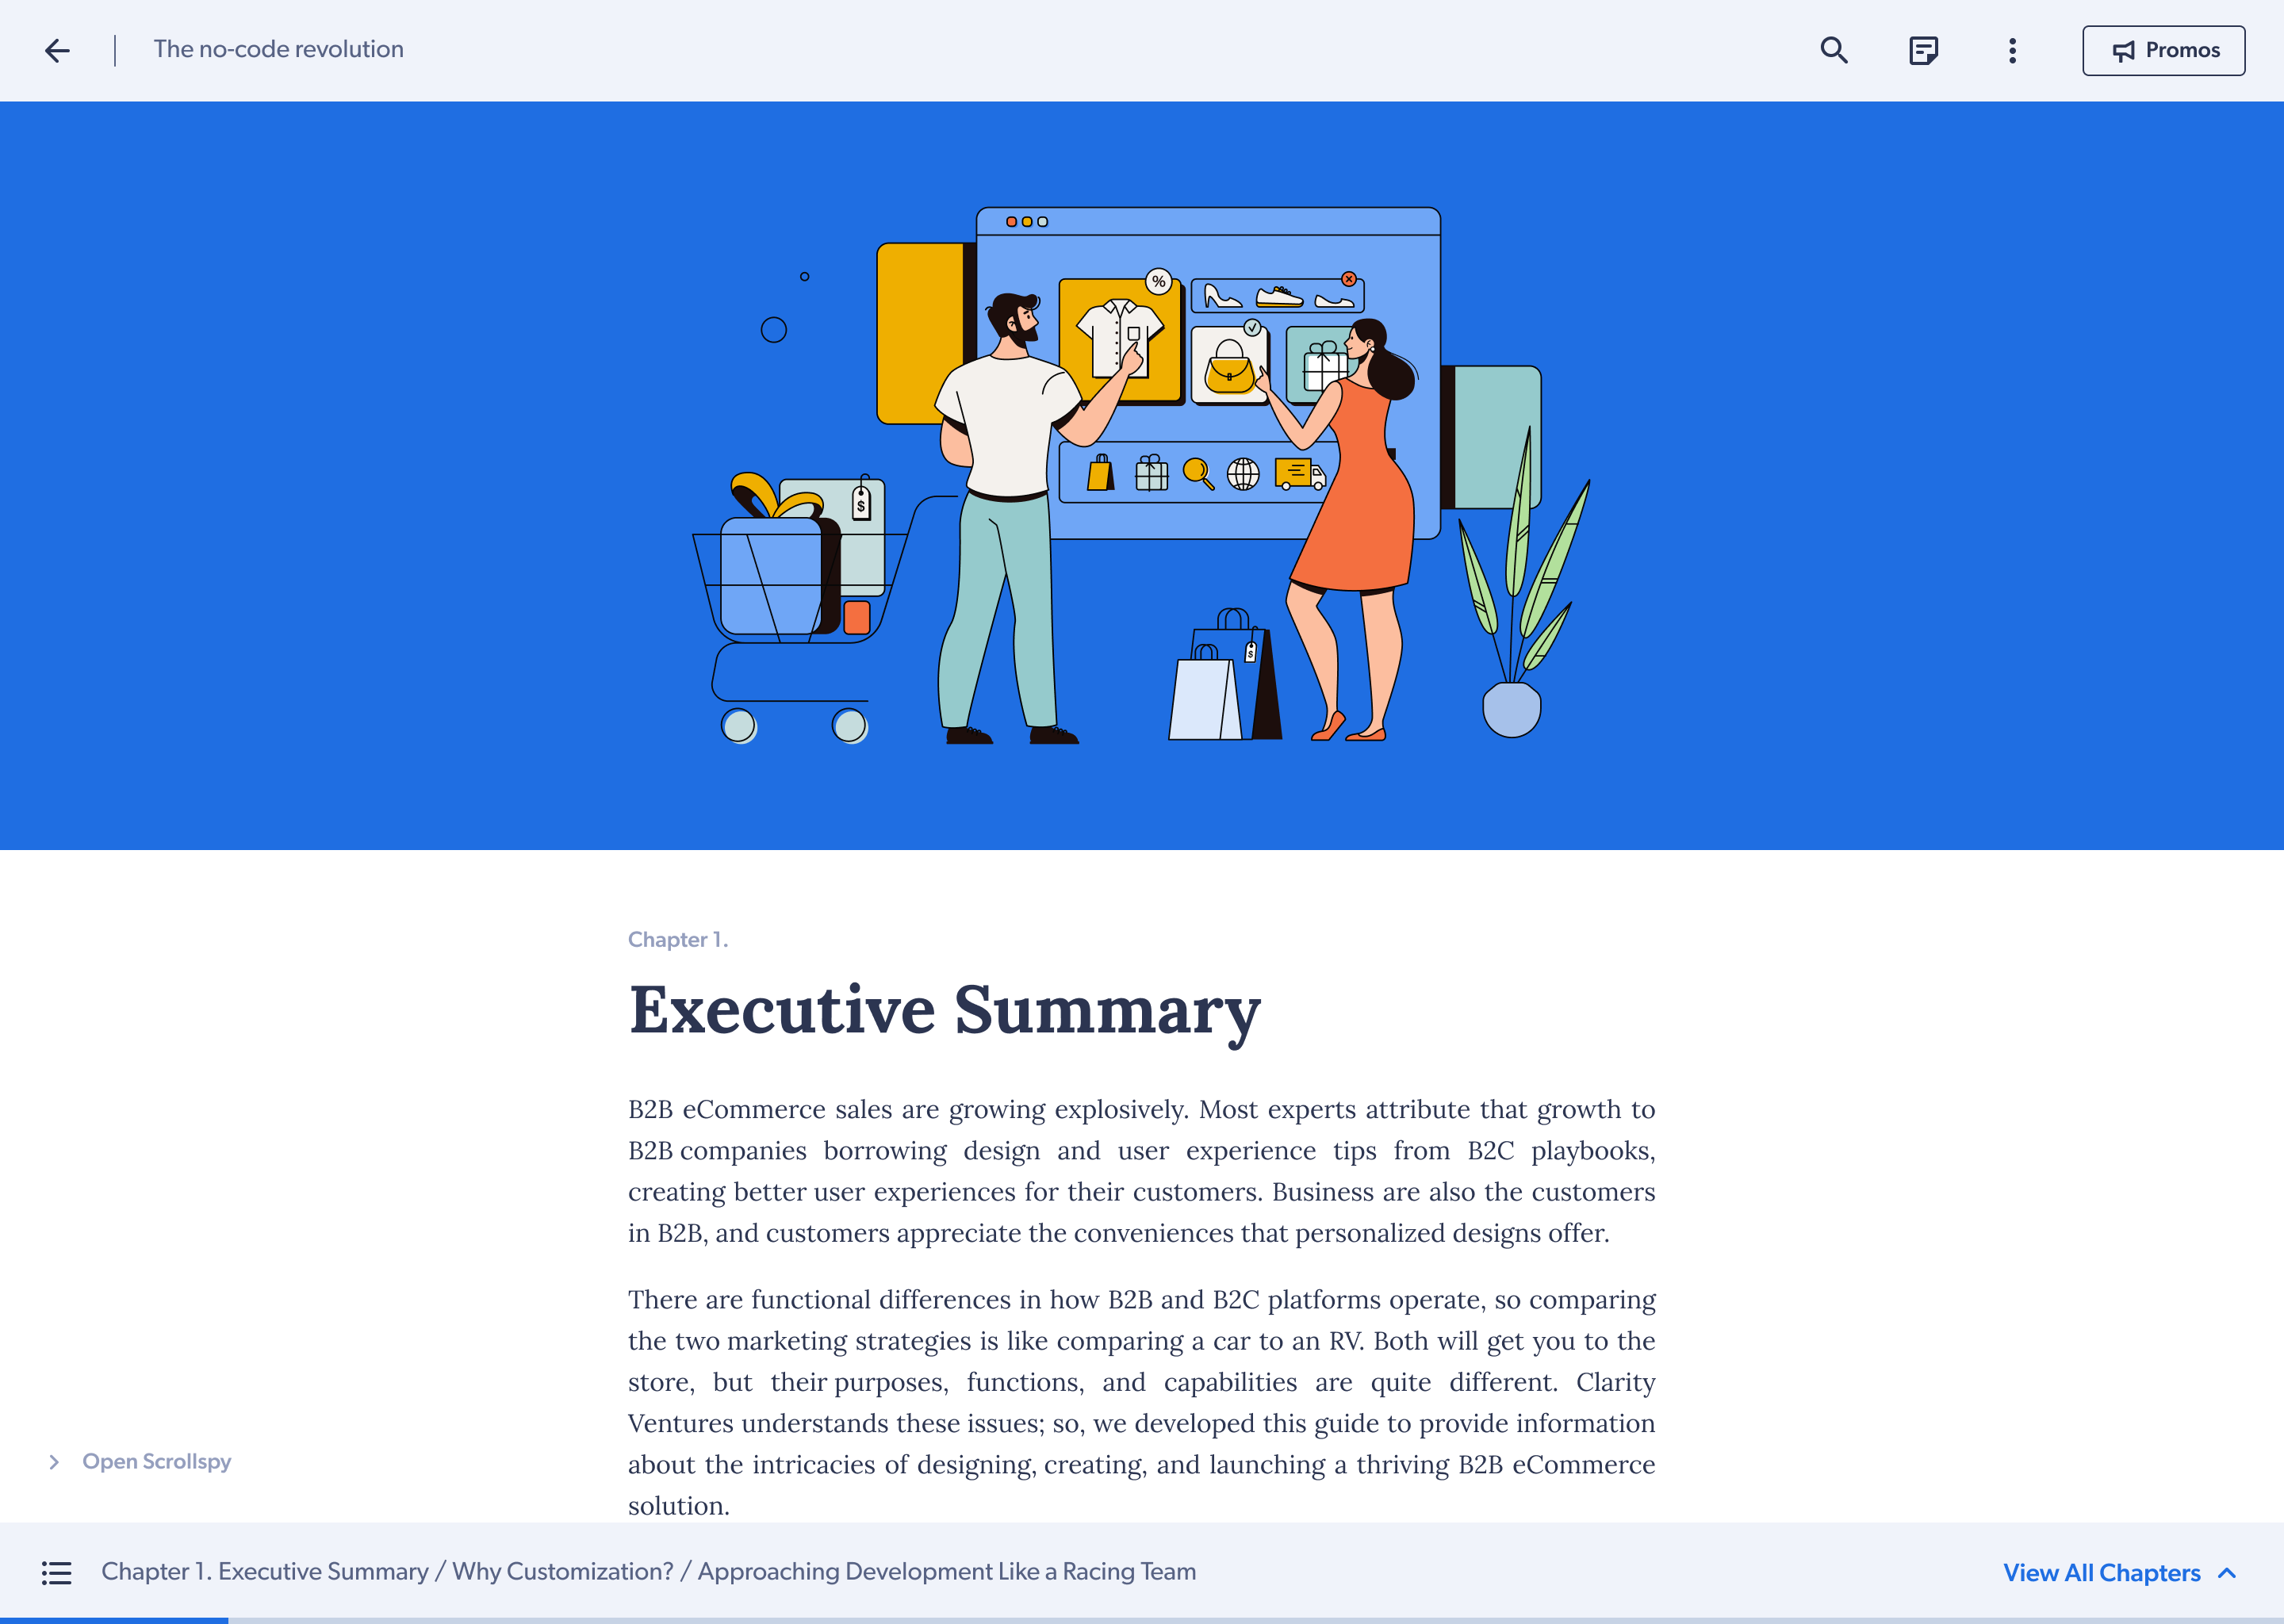 The no-code revolution
Promos
%
$
$
Chapter 1.
Executive Summary
B2B eCommerce sales are growing explosively. Most experts attribute that growth to
B2B companies borrowing design and user experience tips from B2C playbooks,
creating better user experiences for their customers. Business are also the customers
in B2B, and customers appreciate the conveniences that personalized designs offer.
There are functional differences in how B2B and B2C platforms operate, so comparing
the two marketing strategies is like comparing a car to an RV. Both will get you to the
store, but their purposes, functions, and capabilities are quite different. Clarity
Ventures understands these issues; so, we developed this guide to provide information
about the intricacies of designing, creating, and launching a thriving B2B eCommerce
solution.
Open Scrollspy
Chapter 1. Executive Summary / Why Customization? / Approaching Development Like a Racing Team
View All Chapters